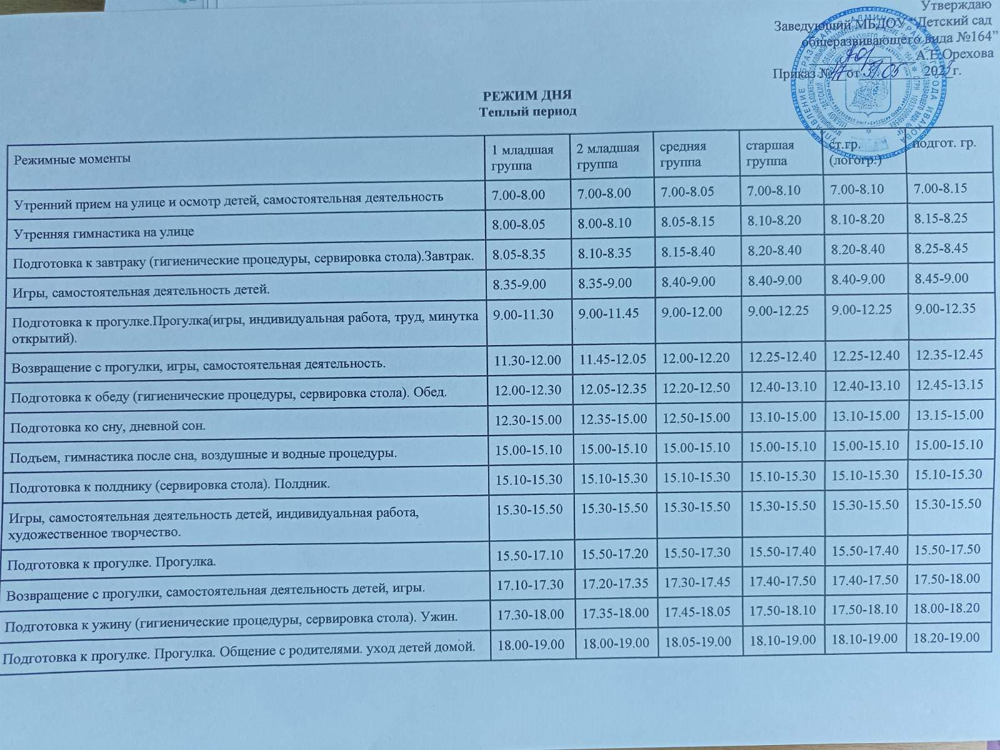 Утверждаю
Заведующий МБДОУ "Детский сад
общеразвивающего вида №164"
А.Е.Орехова
Приказ № от 31.05 2023г.
РЕЖИМ ДНЯ
Теплый период
Режимные моменты 1 младшая группа 2 младшая группа средняя группа старшая группа ст.гр. (логогр.) подгот. гр.
Утренний прием на улице и осмотр детей, самостоятельная деятельность 7.00-8.00 7.00-8.00 7.00-8.05 7.00-8.10 7.00-8.10 7.00-8.15
Утренняя гимнастика на улице 8.00-8.05 8.00-8.10 8.05-8.15 8.10-8.20 8.10-8.20 8.15-8.25
Подготовка к завтраку (гигиенические процедуры, сервировка стола).Завтрак. 8.05-8.35 8.10-8.35 8.15-8.40 8.20-8.40 8.20-8.40 8.25-8.45
Игры, самостоятельная деятельность детей. 8.35-9.00 8.35-9.00 8.40-9.00 8.40-9.00 8.40-9.00 8.45-9.00
Подготовка к прогулке.Прогулка(игры, индивидуальная работа, труд, минутка 9.00-11.30 9.00-11.45 9.00-12.00 9.00-12.25 9.00-12.25 9.00-12.35
открытий).
Возвращение с прогулки, игры, самостоятельная деятельность. 11.30-12.00 11.45-12.05 12.00-12.20 12.25-12.40 12.25-12.40 12.35-12.45
Подготовка к обеду (гигиенические процедуры, сервировка стола). Обед. 12.00-12.30 12.05-12.35 12.20-12.50 12.40-13.10 12.40-13.10 12.45-13.15
Подготовка ко сну, дневной сон. 12.30-15.00 12.35-15.00 12.50-15.00 13.10-15.00 13.10-15.00 13.15-15.00
Подъем, гимнастика после сна, воздушные и водные процедуры. 15.00-15.10 15.00-15.10 15.00-15.10 15.00-15.10 15.00-15.10 15.00-15.10
Подготовка к полднику (сервировка стола). Полдник. 15.10-15.30 15.10-15.30 15.10-15.30 15.10-15.30 15.10-15.30 15.10-15.30
Игры, самостоятельная деятельность детей, индивидуальная работа, 15.30-15.50 15.30-15.50 15.30-15.50 15.30-15.50 15.30-15.50 15.30-15.50
художественное творчество.
Подготовка к прогулке. Прогулка. 15.50-17.10 15.50-17.20 15.50-17.30 15.50-17.40 15.50-17.40 15.50-17.50
Возвращение с прогулки, самостоятельная деятельность детей, игры. 17.10-17.30 17.20-17.35 17.30-17.45 17.40-17.50 17.40-17.50 17.50-18.00
Подготовка к ужину (гигиенические процедуры, сервировка стола). Ужин. 17.30-18.00 17.35-18.00 17.45-18.05 17.50-18.10 17.50-18.10 18.00-18.20
Подготовка к прогулке. Прогулка. Общение с родителями. уход детей домой. 18.00-19.00 18.00-19.00 18.05-19.00 18.10-19.00 18.10-19.00 18.20-19.00